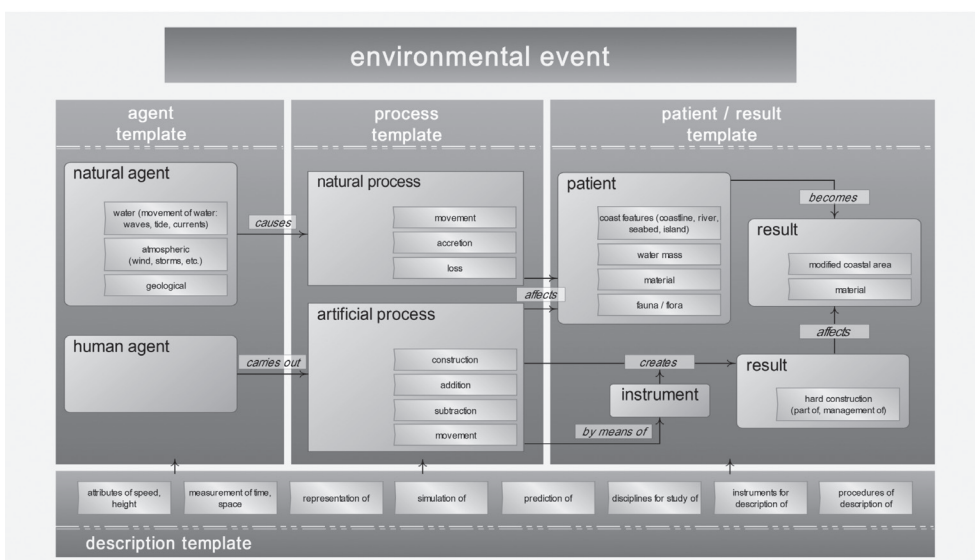 environmental event
agent
template
process
template
patient / result
template
natural agent
water (movement of water:
waves, tide, currents)
atmospheric
(wind, storms, etc.)
geological
human agent
causes
carries out
natural process
movement
accretion
loss
artificial process
construction
addition
subtraction
movement
affects
patient
coast features (coastline, river,
seabed, island)
water mass
material
fauna / flora
becomes
result
modified coastal area
material
affects
creates
instrument
by means of
result
hard construction
(part of, management of)
attributes of speed,
height
measurement of time,
space
representation of
simulation of
prediction of
disciplines for study of
instruments for
description of
procedures of
description of
description template